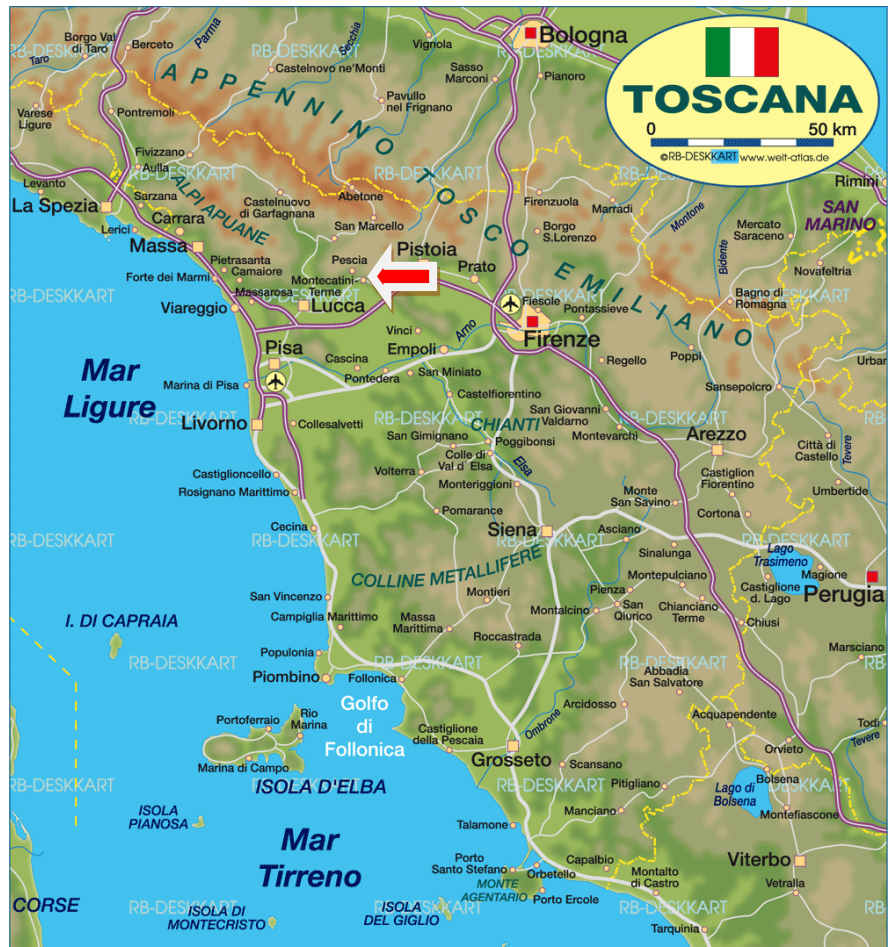 Borgo Val
di Taro
Berceto
Parma
Secchia
Vignola
Bologna
Taro
Castelnovo ne'Monti
Sasso
Marconi
Pianoro
TOSCANA
0 50 km
©RB-DESKKART www.welt-atlas.de
APPENNINO TOSCO EMILIANO
Pavullo
nel Frignano
Varese
Ligure
Pontremoli
Fivizzano
Aulla
ALPI APUANE
Abetone
Levanto
Sarzana
La Spezia
Lerici
Carrara
Castelnuovo
di Garfagnana
San Marcello
Firenzuola
Marradi
Montone
Rimini
SAN
MARINO
Mercato
Saraceno
Massa
Pistoia
Borgo
S.Lorenzo
Bidente
Novafeltria
Pietrasanta
Camaiore
Pescia
Prato
Forte dei Marmi
Massarosa
Montecatini-
Terme
Lucca
Fiesole
Pontassieve
Bagno di
Romagna
Viareggio
Vinci
Arno
Firenze
Pisa
Cascina
Empoli
Regello
Poppi
Urban
Mar
Ligure
Marina di Pisa
Pontedera
San Miniato
Sansepolcro
Castelfiorentino
Livorno
Collesalvetti
CHIANTI
San Giovanni
Valdarno
Montevarchi
Arezzo
San Gimignano
Poggibonsi
Colle di
Val d´Elsa
Elsa
Città di
Castello
Tevere
Castiglioncello
Volterra
Monteriggioni
Castiglion
Fiorentino
Umbertide
Rosignano Marittimo
Pomarance
Monte
San Savino
Cortona
Cecina
Siena
Asciano
Sinalunga
Lago
Trasimeno
Magione
COLLINE METALLIFERE
Montepulciano
Castiglione
d. Lago
Perugia
San Vincenzo
Montieri
Pienza
Montalcino
San
Qiurico
Chianciano
Terme
Chiusi
I. DI CAPRAIA
Campiglia Marittimo
Massa
Marittima
Roccastrada
Marsciano
Populonia
Piombino
Follonica
Abbadia
San Salvatore
Golfo
di
Follonica
Portoferraio
Rio
Marina
Arcidosso
Acquapendente
Todi
Castiglione
della Pescaia
Ombrone
Tevere
Marina di Campo
Grosseto
Orvieto
ISOLA D'ELBA
Scansano
Pitigliano
Bolsena
Lago di
Bolsena
ISOLA
PIANOSA
Manciano
Montefiascone
Mar
Tirreno
Talamone
Porto
Santo Stefano
Orbetello
Capalbio
Montalto
di Castro
Viterbo
Vetralla
MONTE
AGENTARIO
Porto Ercole
CORSE
ISOLA DI
MONTECRISTO
ISOLA
DEL GIGLIO
Tarquinia
RB-DESKKART